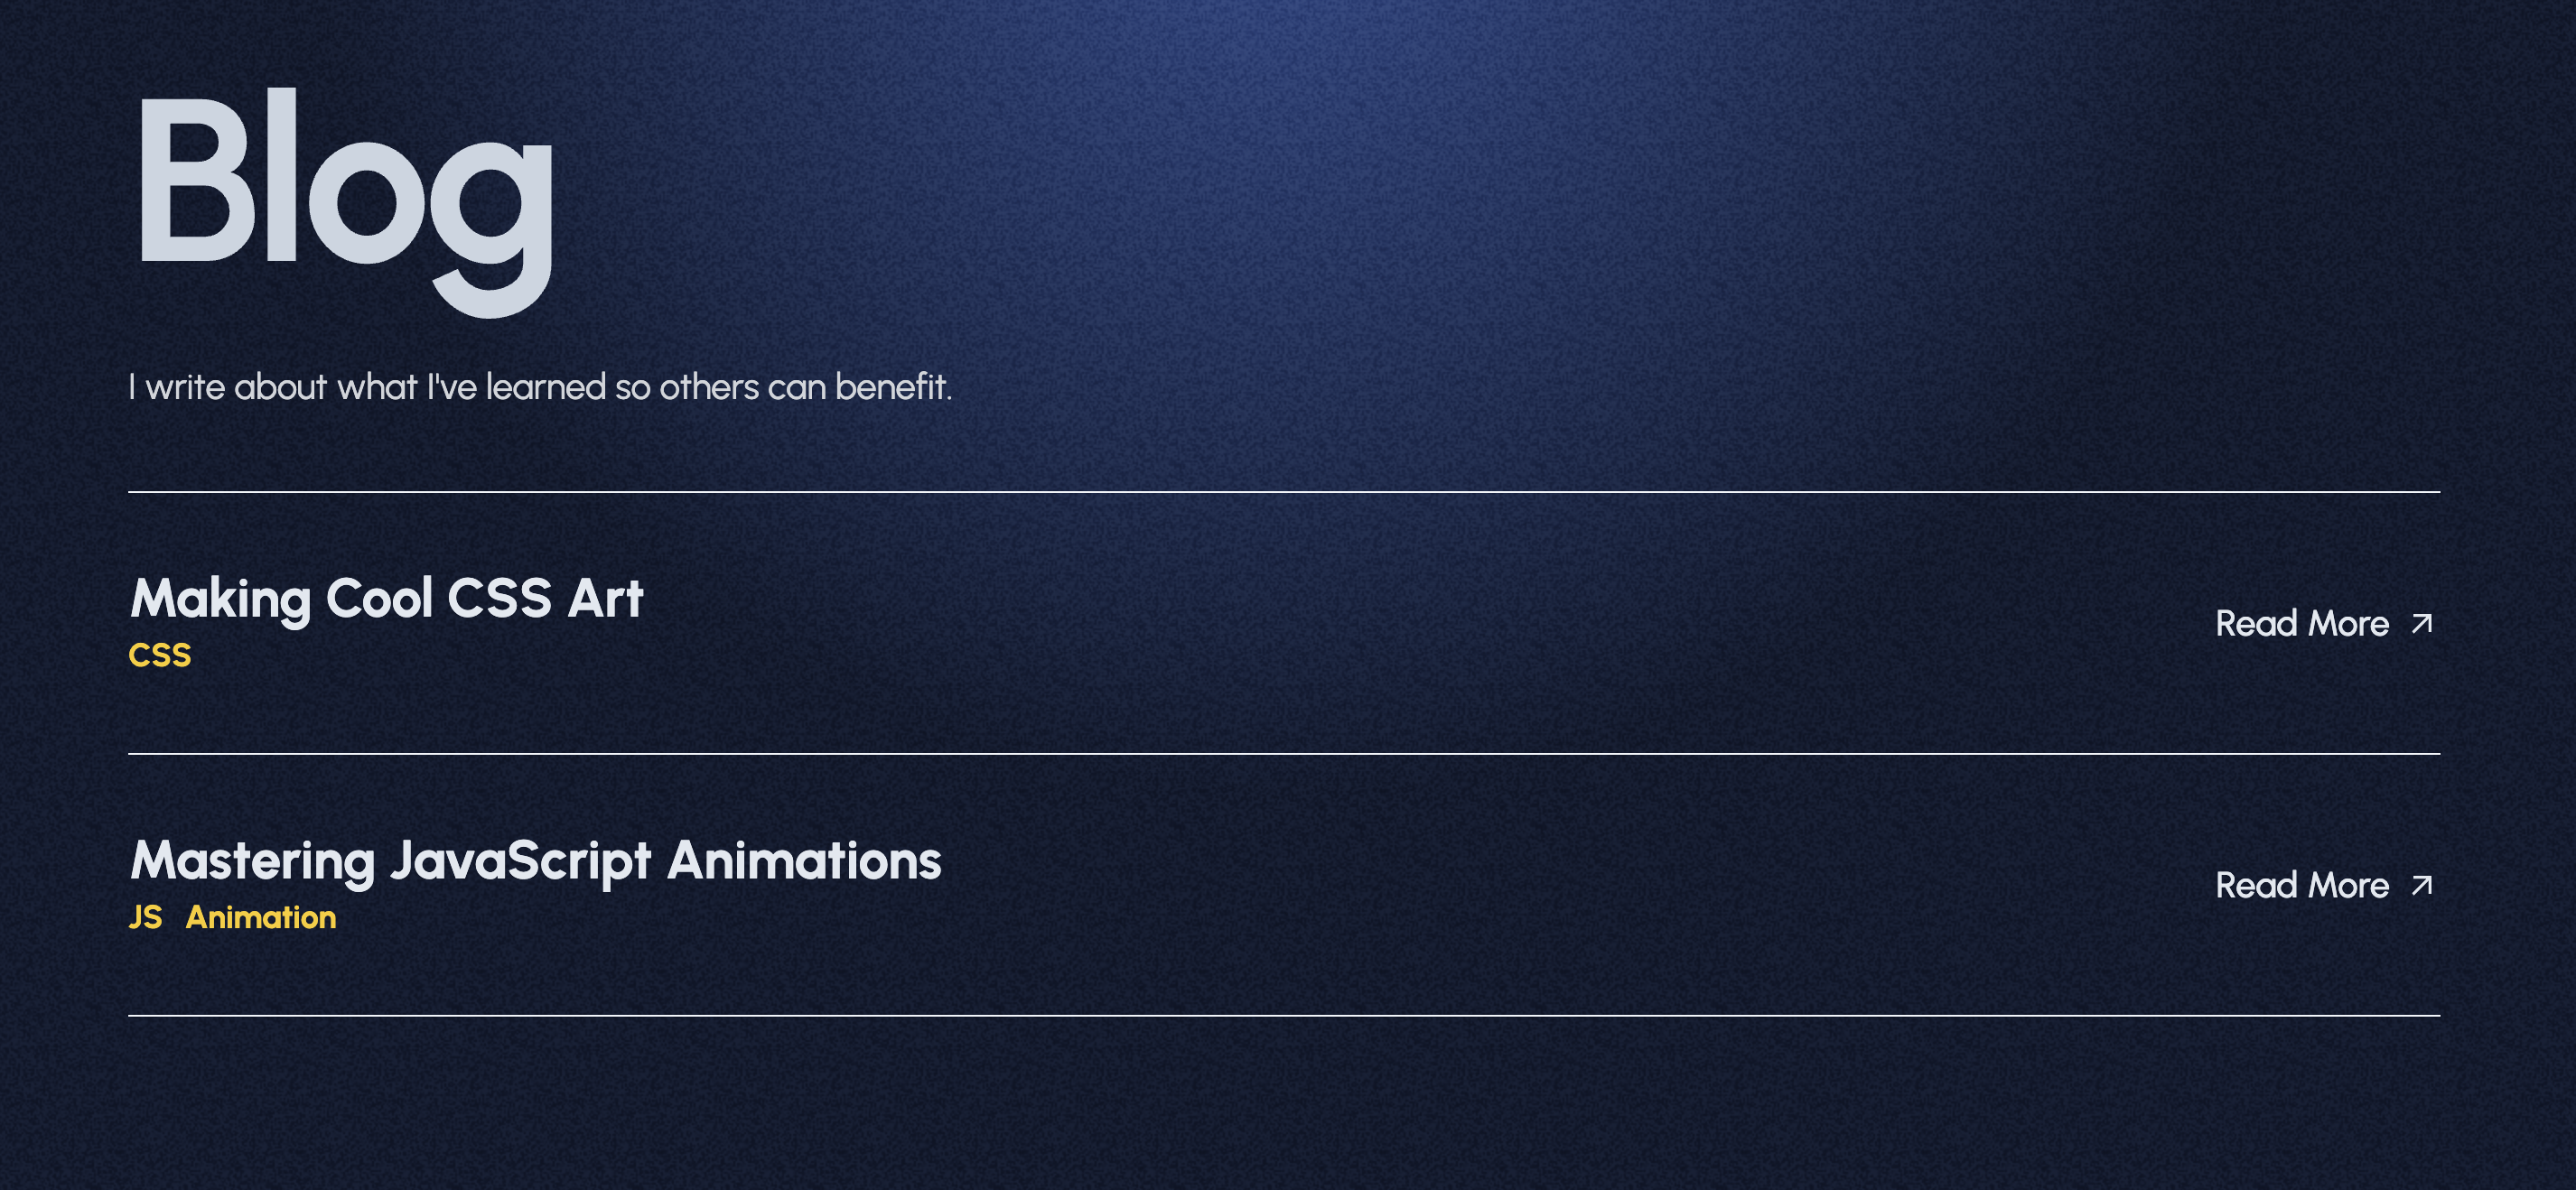 Blog
I write about what I've learned so others can benefit.
Making Cool CSS Art
CSS
Read More
Mastering JavaScript Animations
JS Animation
Read More